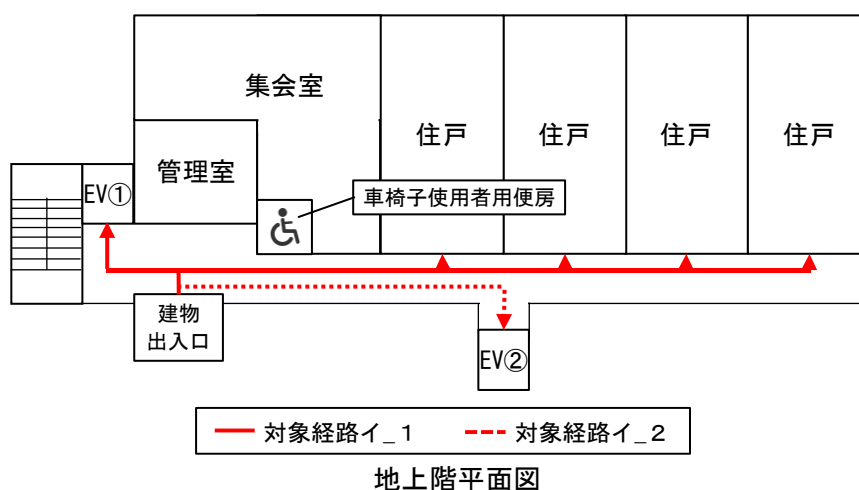 集会室
住戸
住戸
住戸
住戸
管理室
EV①
車椅子使用者用便房
建物
出入口
EV②
対象経路イ_1
対象経路イ_2
地上階平面図